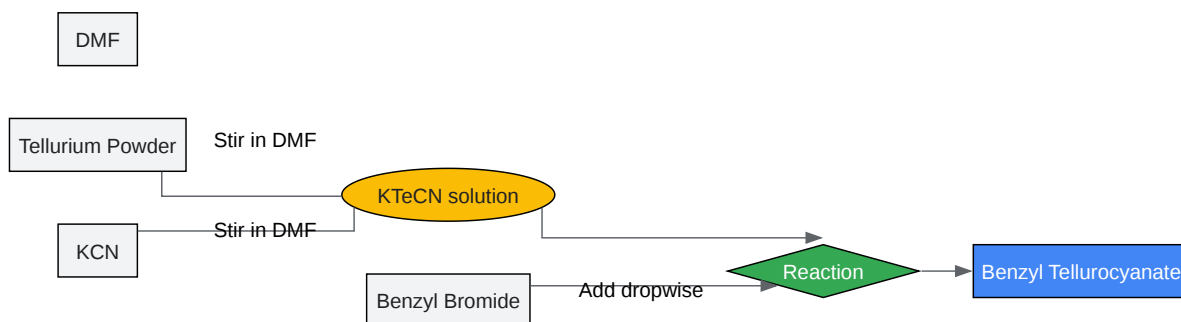 DMF
Tellurium Powder
Stir in DMF
KTeCN solution
KCN
Stir in DMF
Reaction
Benzyl Tellurocyanate
Benzyl Bromide
Add dropwise